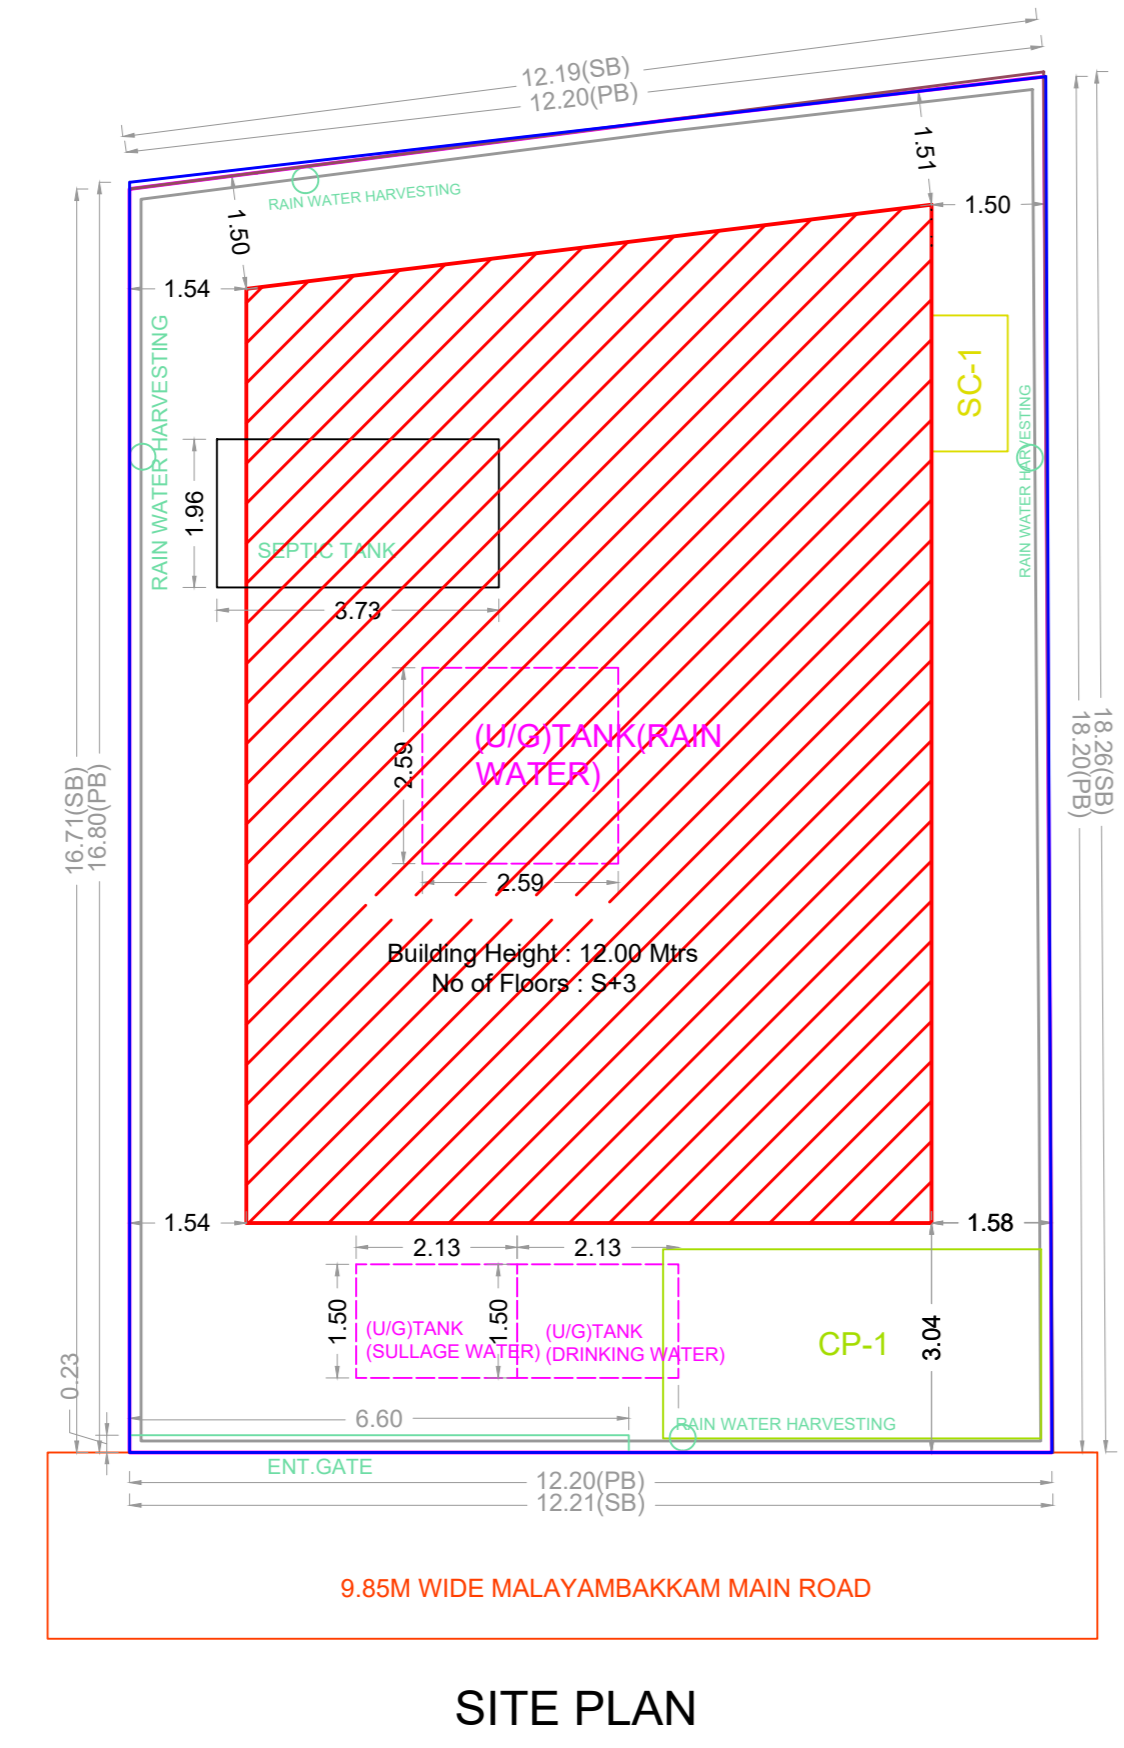 12.19(SB)
12.20(PB)
1.51
1.50
RAIN WATER HARVESTING
1.50
1.54
RAIN WATER HARVESTING
SC-1
RAIN WATER HARVESTING
1.96
SEPTIC TANK
3.73
(U/G)TANK(RAIN
WATER)
2.59
2.59
16.71(SB)
16.80(PB)
18.20(PB)
18.26(SB)
Building Height : 12.00 Mtrs
No of Floors : S+3
1.54
1.58
2.13
2.13
1.50
1.50
(U/G)TANK
(SULLAGE WATER)
(U/G)TANK
(DRINKING WATER)
CP-1
3.04
0.23
6.60
RAIN WATER HARVESTING
ENT.GATE
12.20(PB)
12.21(SB)
9.85M WIDE MALAYAMBAKKAM MAIN ROAD
SITE PLAN